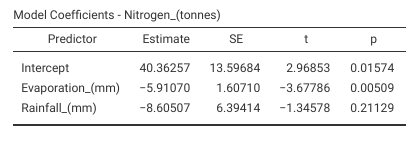 Model Coefficients - Nitrogen_(tonnes)
Predictor Estimate SE t p
Intercept 40.36257 13.59684 2.96853 0.01574
Evaporation_(mm) −5.91070 1.60710 −3.67786 0.00509
Rainfall_(mm) −8.60507 6.39414 −1.34578 0.21129